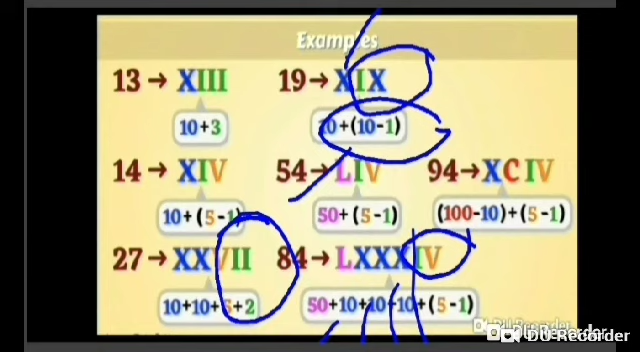 Examples
13 → XIII 19 → XIX
10+3 10+(10-1)
14 → XIV 54 → LIV 94 → XCIV
10+(5-1) 50+(5-1) (100-10)+(5-1)
27 → XXVII 84 → LXXXIV
10+10+5+2 50+10+10+10+(5-1)
DU Recorder
DU Recorder